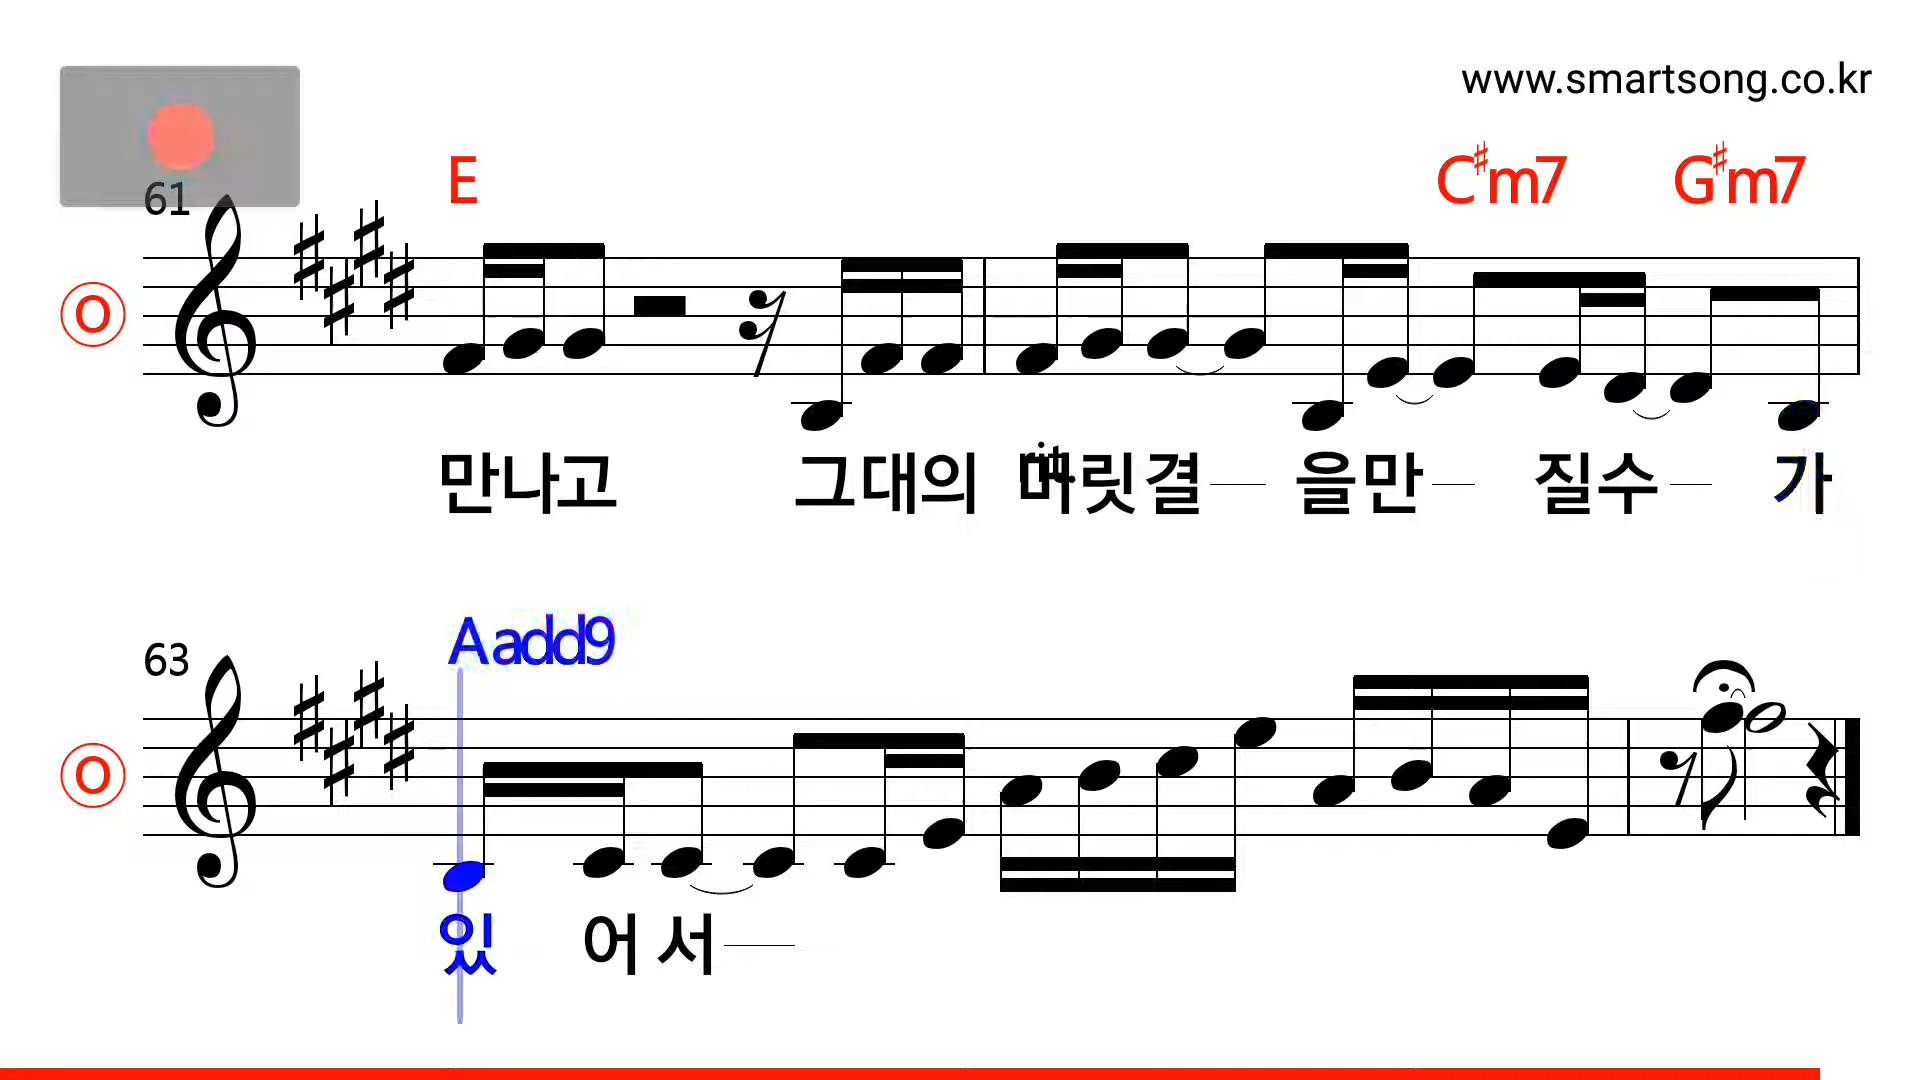 www.smartsong.co.kr
E C♯m7 G♯m7
61
만나고 그대의 머릿결 을만 질수 가
rit.
Aadd9
63
있 어 서